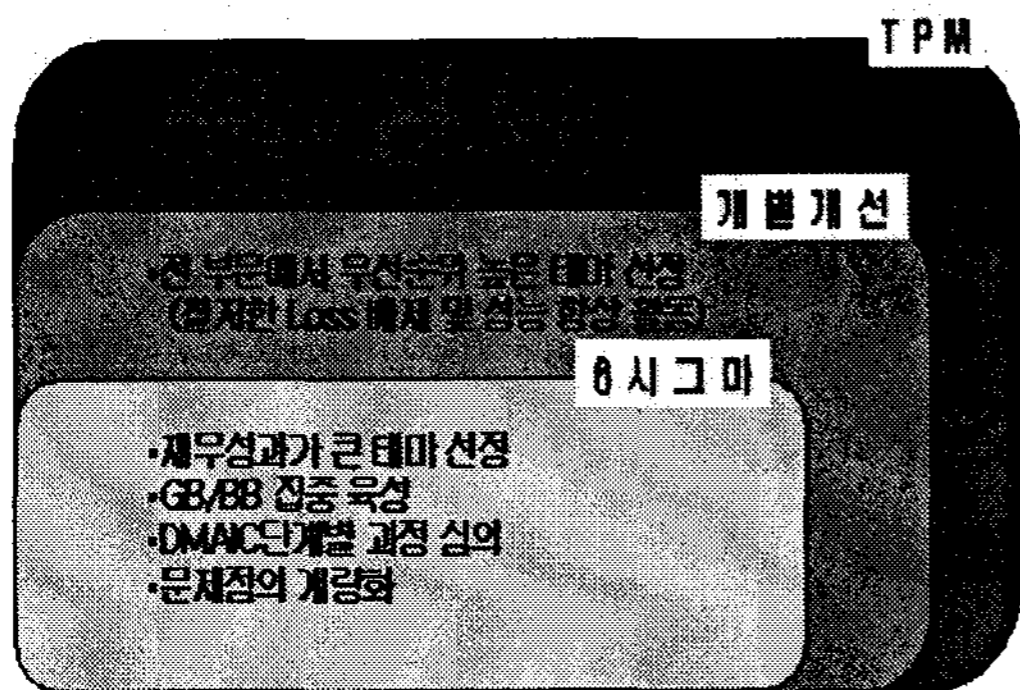 TPM
개별개선
·전 부문에서 우선순위 높은 테마 선정
(철저한 Loss 배제 및 성능 향상 활동)
6시그마
·재무성과가 큰 테마 선정
·GB/BB 집중 육성
·DMAIC단계별 과정 심의
·문제점의 계량화